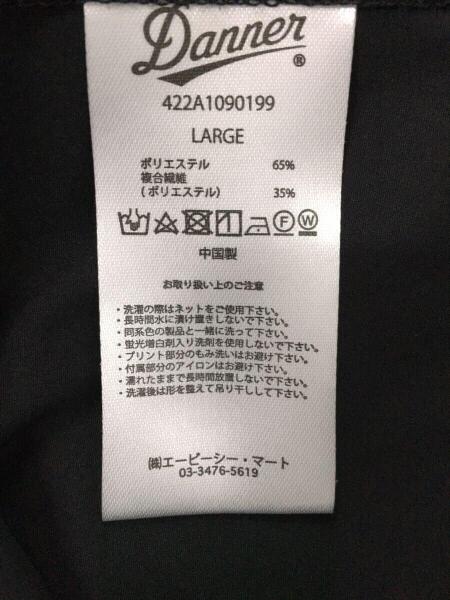 Danner®
422A1090199
LARGE
ポリエステル 65%
複合繊維
(ポリエステル) 35%
F W
中国製
お取り扱い上のご注意
・洗濯の際はネットをご使用下さい。
・長時間水に漬け置きしないで下さい。
・同系色の製品と一緒に洗って下さい。
・蛍光増白剤入り洗剤を使用しないで下さい。
・プリント部分のもみ洗いはお避け下さい。
・付属部分のアイロンはお避け下さい。
・濡れたままで長時間放置しないで下さい。
・洗濯後は形を整えて吊り干しして下さい。
㈱エービーシー・マート
03-3476-5619